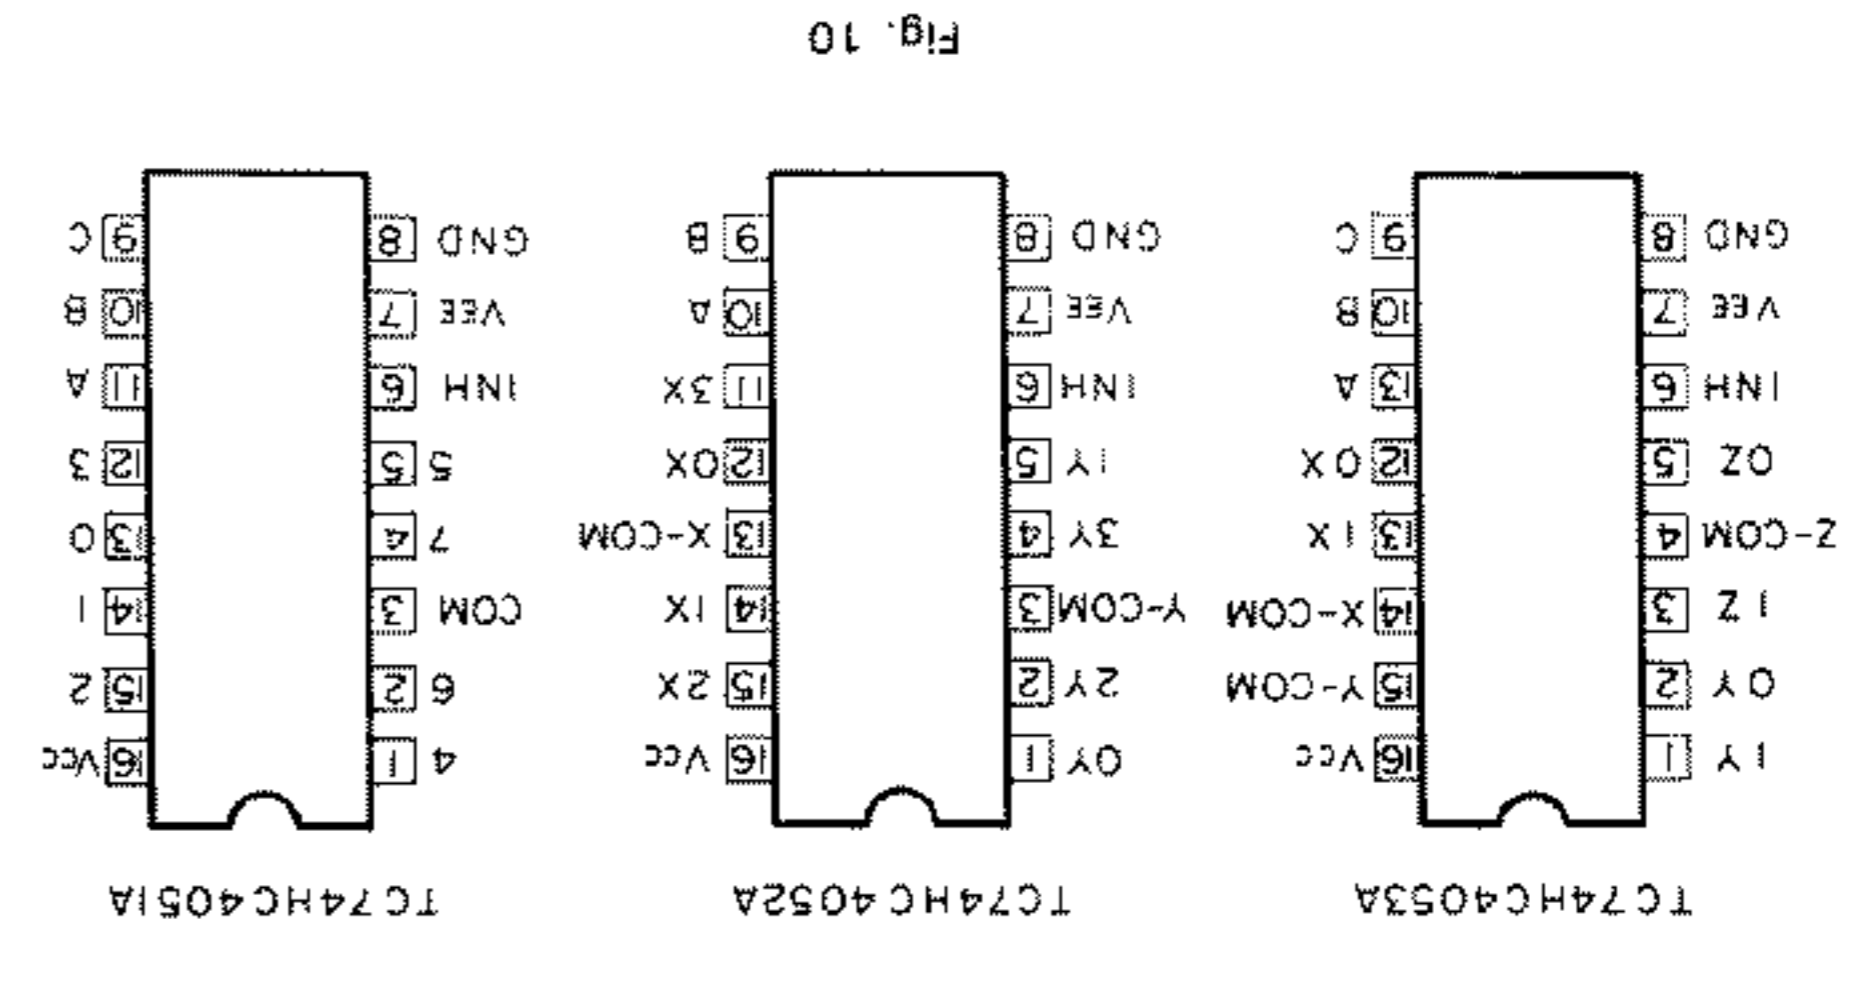 TC74HC4053A TC74HC4052A TC74HC4051A
1Y 1 16 Vcc 0Y 1 16 Vcc 4 1 16 Vcc
0Y 2 15 Y-COM 2Y 2 15 2X 6 2 15 2
1Z 3 14 X-COM Y-COM 3 14 1X COM 3 14 1
Z-COM 4 13 1X 3Y 4 13 X-COM 7 4 13 0
0Z 5 12 0X 1Y 5 12 0X 5 5 12 3
INH 6 13 A INH 6 11 3X INH 6 11 A
VEE 7 10 B VEE 7 10 A VEE 7 10 B
GND 8 9 C GND 8 9 B GND 8 9 C
Fig. 10